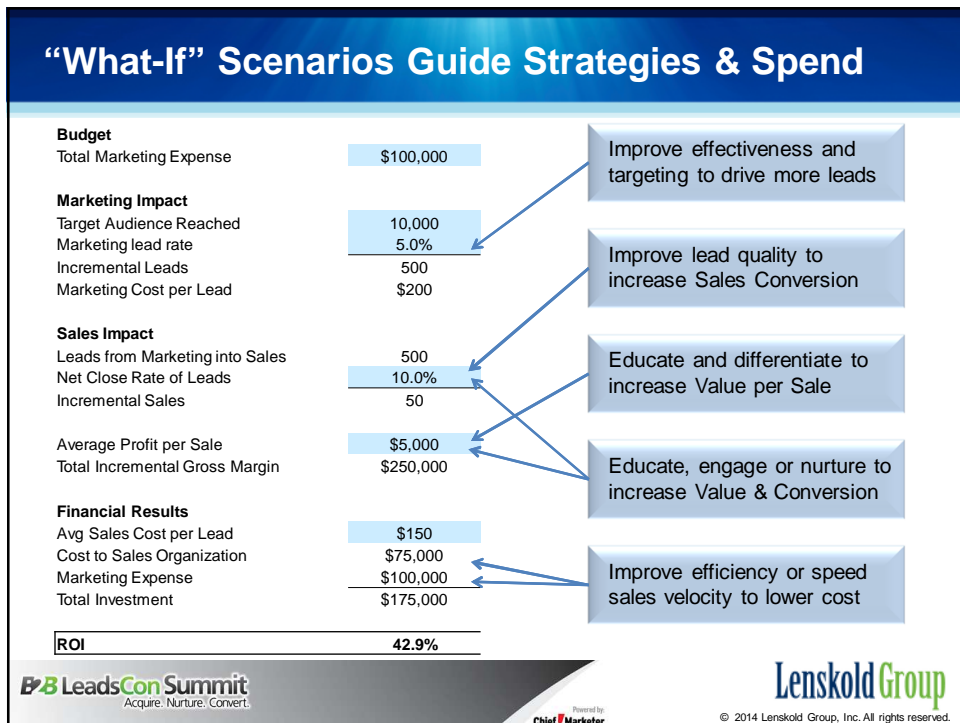 “What-If” Scenarios Guide Strategies & Spend
Budget
Total Marketing Expense $100,000
Marketing Impact
Target Audience Reached 10,000
Marketing lead rate 5.0%
Incremental Leads 500
Marketing Cost per Lead $200
Sales Impact
Leads from Marketing into Sales 500
Net Close Rate of Leads 10.0%
Incremental Sales 50
Average Profit per Sale $5,000
Total Incremental Gross Margin $250,000
Financial Results
Avg Sales Cost per Lead $150
Cost to Sales Organization $75,000
Marketing Expense $100,000
Total Investment $175,000
ROI 42.9%
Improve effectiveness and
targeting to drive more leads
Improve lead quality to
increase Sales Conversion
Educate and differentiate to
increase Value per Sale
Educate, engage or nurture to
increase Value & Conversion
Improve efficiency or speed
sales velocity to lower cost
B2B LeadsCon Summit
Acquire. Nurture. Convert.
Powered by:
Chief Marketer
Lenskold Group
© 2014 Lenskold Group, Inc. All rights reserved.